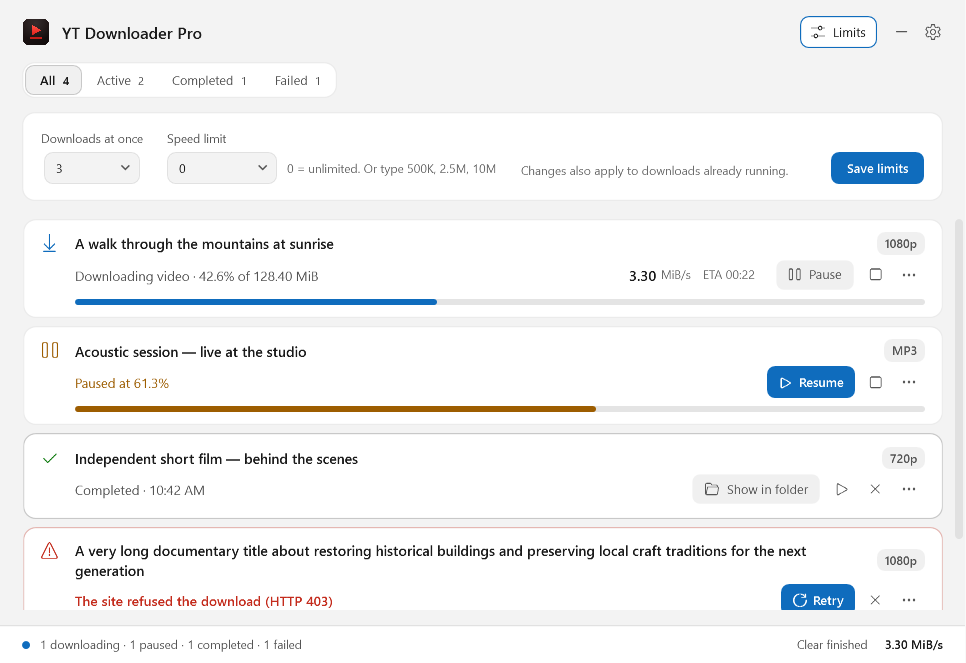 YT Downloader Pro
Limits
All 4 Active 2 Completed 1 Failed 1
Downloads at once Speed limit
3 0 0 = unlimited. Or type 500K, 2.5M, 10M Changes also apply to downloads already running. Save limits
A walk through the mountains at sunrise 1080p
Downloading video · 42.6% of 128.40 MiB 3.30 MiB/s ETA 00:22 Pause
Acoustic session — live at the studio MP3
Paused at 61.3% Resume
Independent short film — behind the scenes 720p
Completed · 10:42 AM Show in folder
A very long documentary title about restoring historical buildings and preserving local craft traditions for the next
generation 1080p
The site refused the download (HTTP 403) Retry
1 downloading · 1 paused · 1 completed · 1 failed Clear finished 3.30 MiB/s